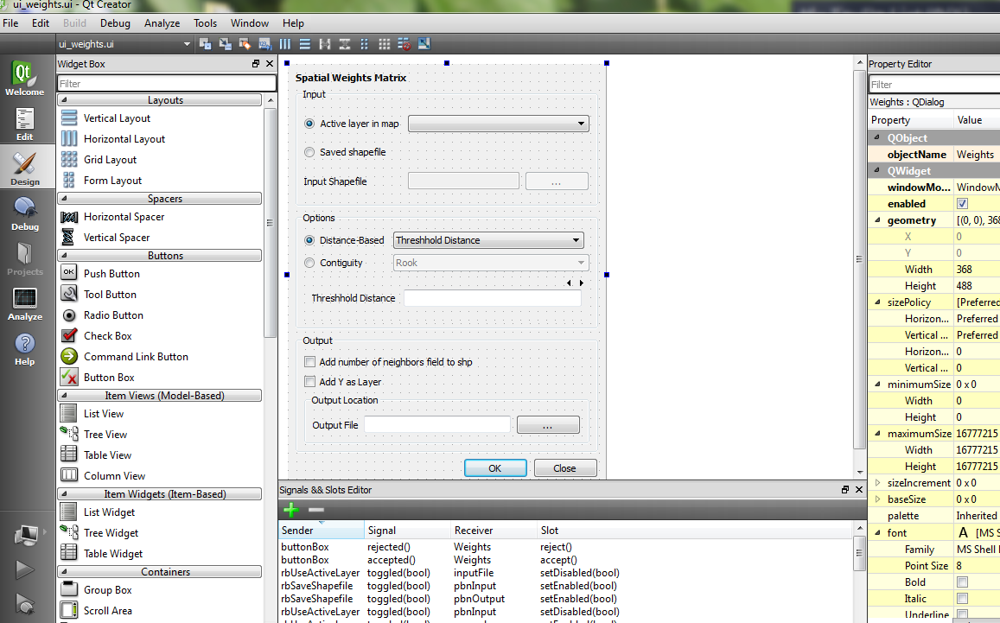 ui_weights.ui - Qt Creator
File Edit Build Debug Analyze Tools Window Help
ui_weights.ui
Qt
Welcome
Edit
Design
Debug
Projects
Analyze
Help
Widget Box
Filter
Layouts
Vertical Layout
Horizontal Layout
Grid Layout
Form Layout
Spacers
Horizontal Spacer
Vertical Spacer
Buttons
OK Push Button
Tool Button
Radio Button
Check Box
Command Link Button
Button Box
Item Views (Model-Based)
List View
Tree View
Table View
Column View
Item Widgets (Item-Based)
List Widget
Tree Widget
Table Widget
Containers
Group Box
Scroll Area
Spatial Weights Matrix
Input
Active layer in map
Saved shapefile
Input Shapefile ...
Options
Distance-Based Threshhold Distance
Contiguity Rook
Threshhold Distance
Output
Add number of neighbors field to shp
Add Y as Layer
Output Location
Output File ...
OK Close
Signals && Slots Editor
Sender Signal Receiver Slot
buttonBox rejected() Weights reject()
buttonBox accepted() Weights accept()
rbUseActiveLayer toggled(bool) inputFile setDisabled(bool)
rbSaveShapefile toggled(bool) pbnInput setEnabled(bool)
rbSaveShapefile toggled(bool) pbnOutput setEnabled(bool)
rbUseActiveLayer toggled(bool) pbnInput setDisabled(bool)
Property Editor
Filter
Weights : QDialog
Property Value
QObject
objectName Weights
QWidget
windowMo... WindowM
enabled
geometry [(0, 0), 368
X 0
Y 0
Width 368
Height 488
sizePolicy [Preferred
Horizon... Preferred
Vertical ... Preferred
Horizon... 0
Vertical ... 0
minimumSize 0 x 0
Width 0
Height 0
maximumSize 16777215
Width 16777215
Height 16777215
sizeIncrement 0 x 0
baseSize 0 x 0
palette Inherited
font A [MS S
Family MS Shell
Point Size 8
Bold
Italic
Underline